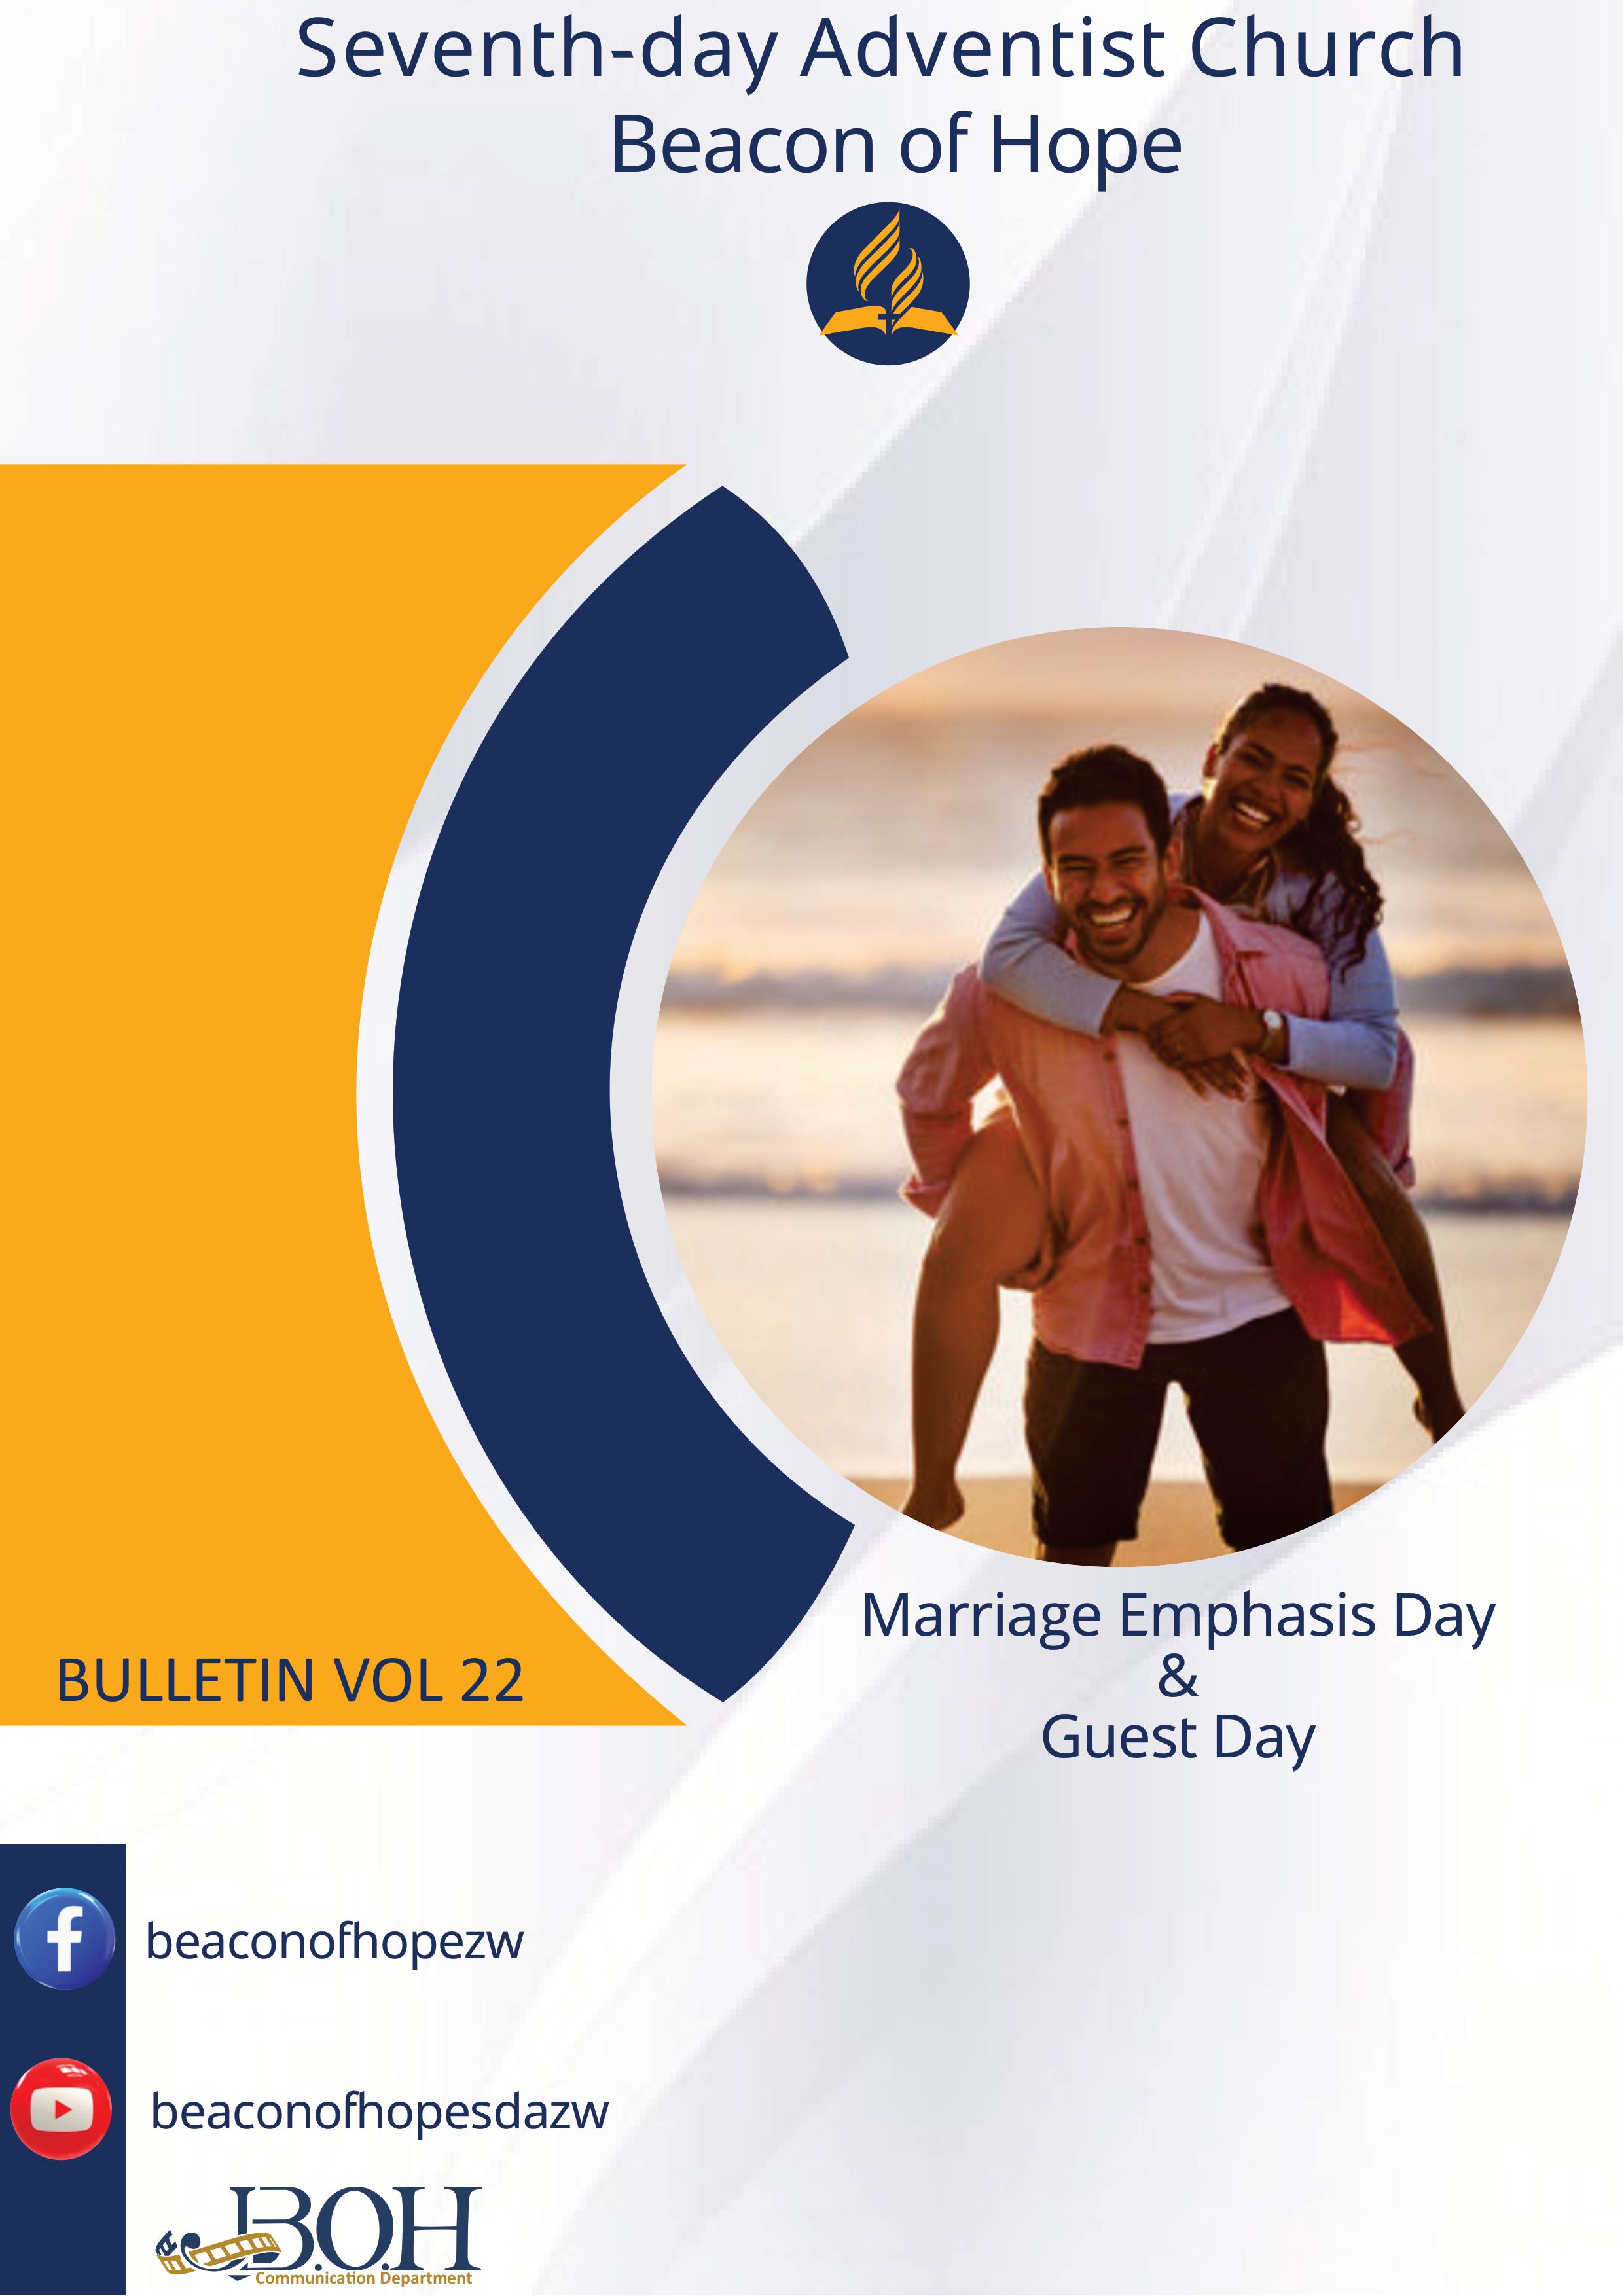 Seventh-day Adventist Church
Beacon of Hope
Marriage Emphasis Day
&
Guest Day
BULLETIN VOL 22
beaconofhopezw
beaconofhopesdazw
B.O.H
Communication Department